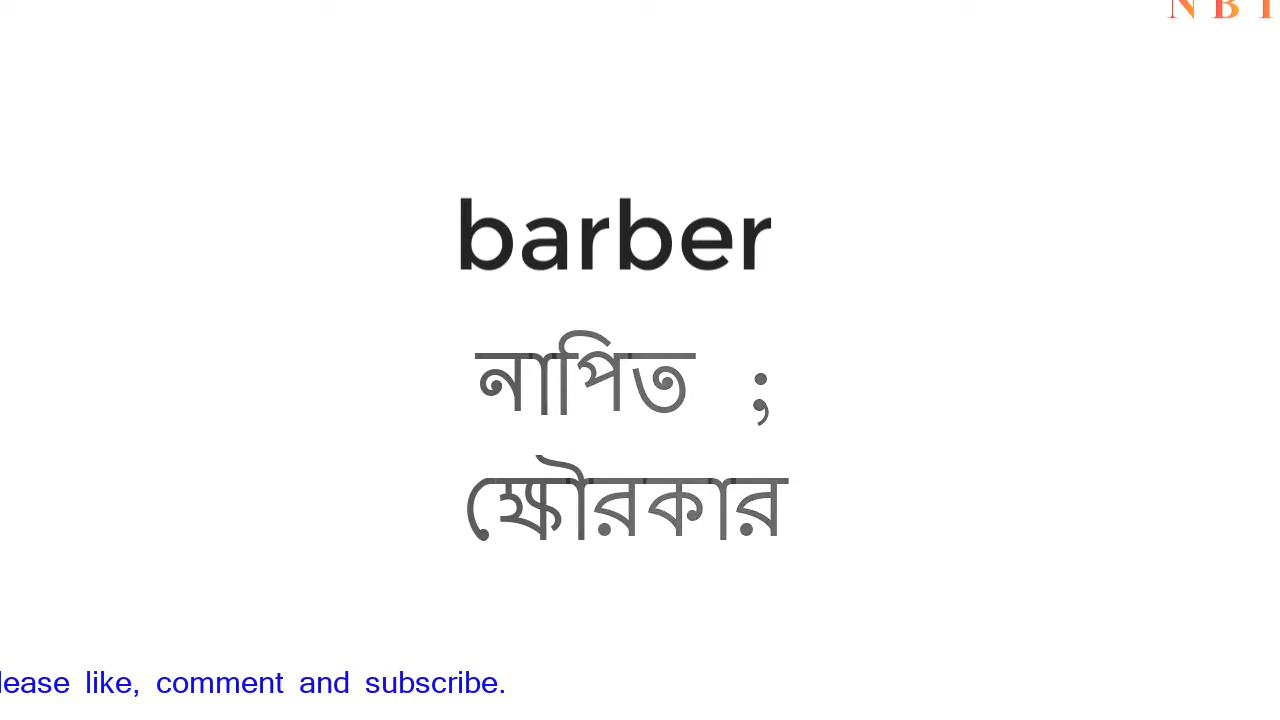 N B I
barber
নাপিত ;
ক্ষৌরকার
lease like, comment and subscribe.